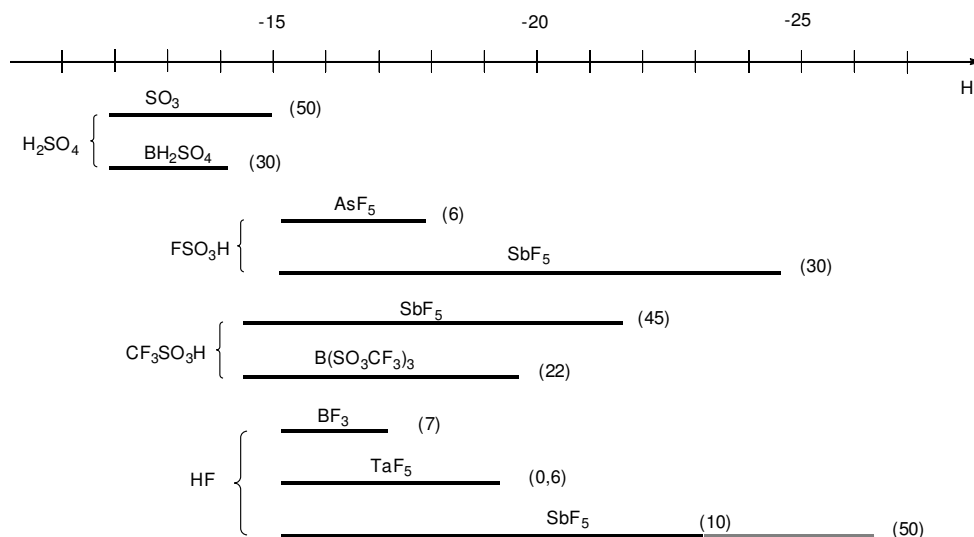 -15 -20 -25
H
SO₃ (50)
H₂SO₄
BH₂SO₄ (30)
AsF₅ (6)
FSO₃H
SbF₅ (30)
SbF₅ (45)
CF₃SO₃H
B(SO₃CF₃)₃ (22)
BF₃ (7)
HF
TaF₅ (0,6)
SbF₅ (10) (50)